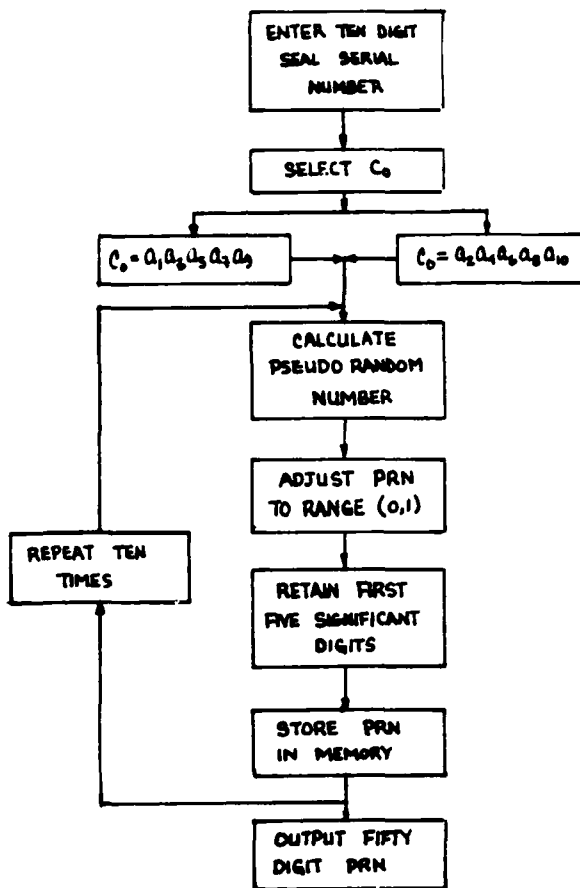 ENTER TEN DIGIT
SEAL SERIAL
NUMBER
SELECT C₀
C₀ = a₁a₃a₅a₇a₉
C₀ = a₂a₄a₆a₈a₁₀
CALCULATE
PSEUDO RANDOM
NUMBER
ADJUST PRN
TO RANGE (0,1)
REPEAT TEN
TIMES
RETAIN FIRST
FIVE SIGNIFICANT
DIGITS
STORE PRN
IN MEMORY
OUTPUT FIFTY
DIGIT PRN